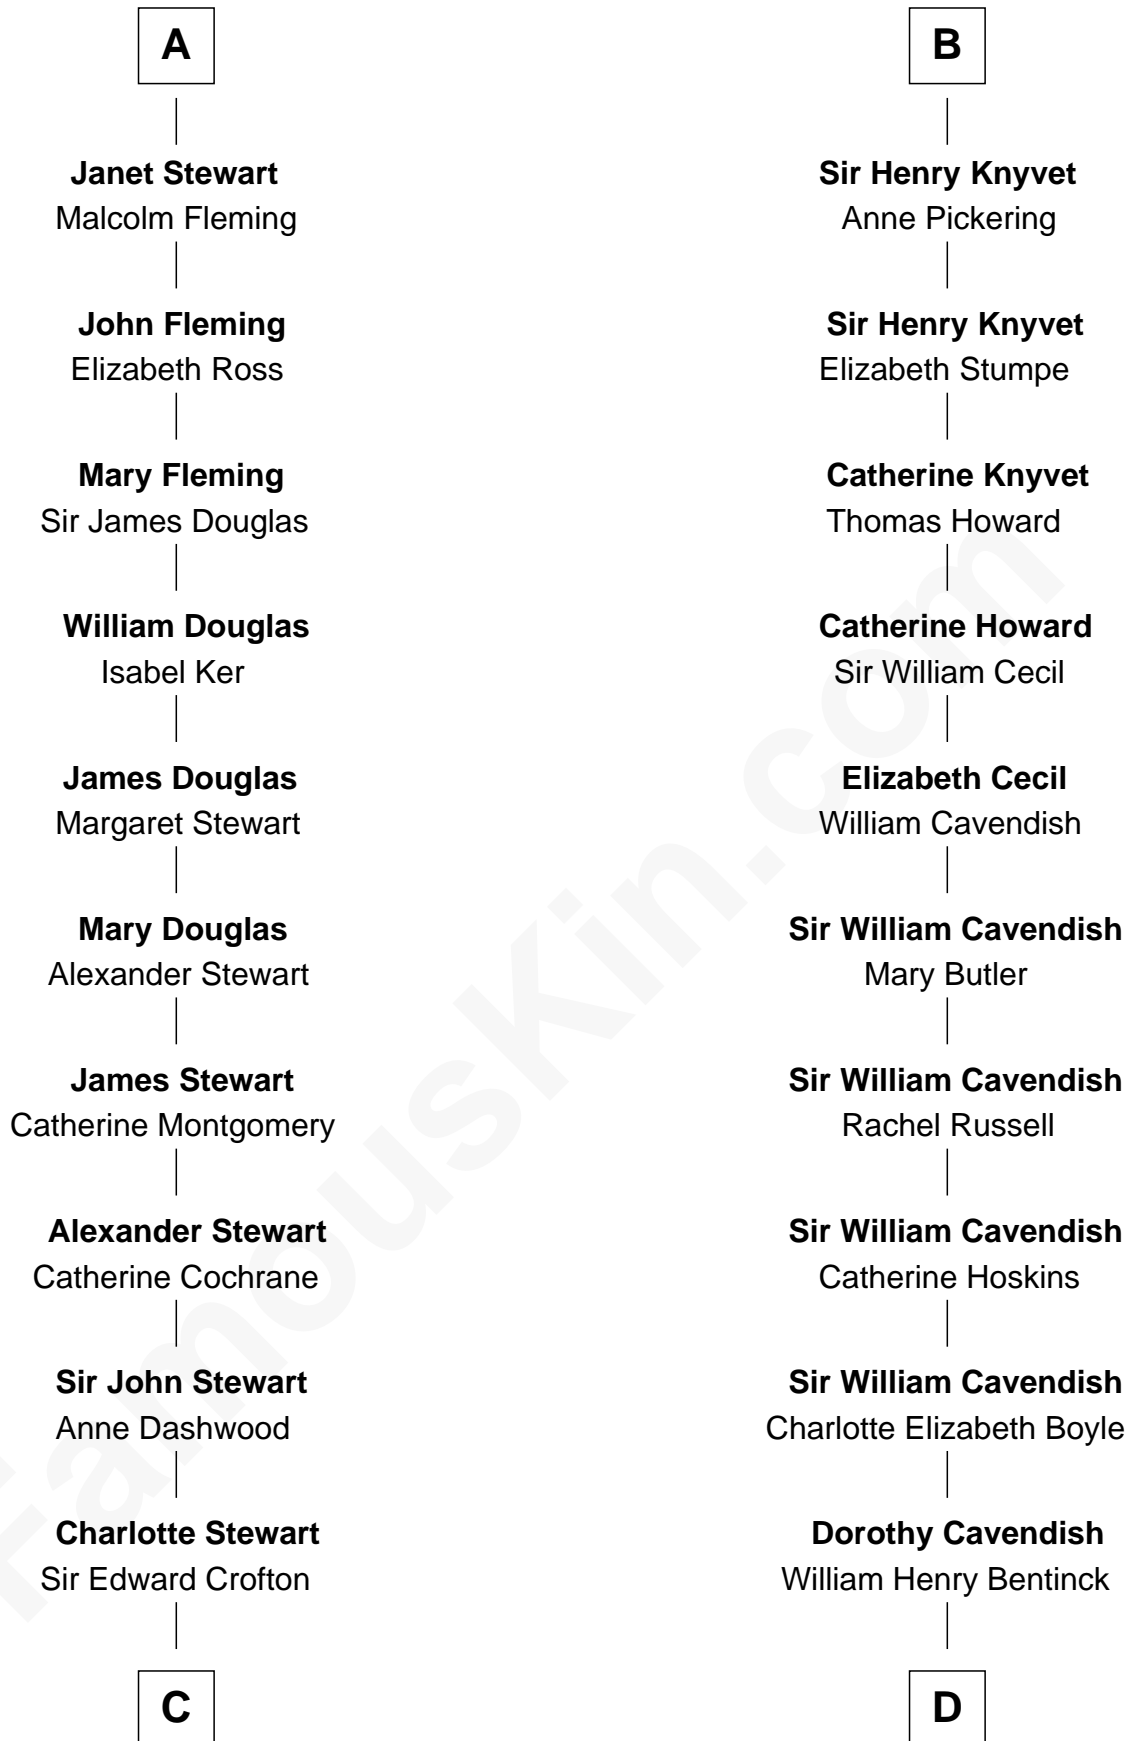 A
Janet Stewart
Malcolm Fleming
John Fleming
Elizabeth Ross
Mary Fleming
Sir James Douglas
William Douglas
Isabel Ker
James Douglas
Margaret Stewart
Mary Douglas
Alexander Stewart
James Stewart
Catherine Montgomery
Alexander Stewart
Catherine Cochrane
Sir John Stewart
Anne Dashwood
Charlotte Stewart
Sir Edward Crofton
C
B
Sir Henry Knyvet
Anne Pickering
Sir Henry Knyvet
Elizabeth Stumpe
Catherine Knyvet
Thomas Howard
Catherine Howard
Sir William Cecil
Elizabeth Cecil
William Cavendish
Sir William Cavendish
Mary Butler
Sir William Cavendish
Rachel Russell
Sir William Cavendish
Catherine Hoskins
Sir William Cavendish
Charlotte Elizabeth Boyle
Dorothy Cavendish
William Henry Bentinck
D
FamousKin.com